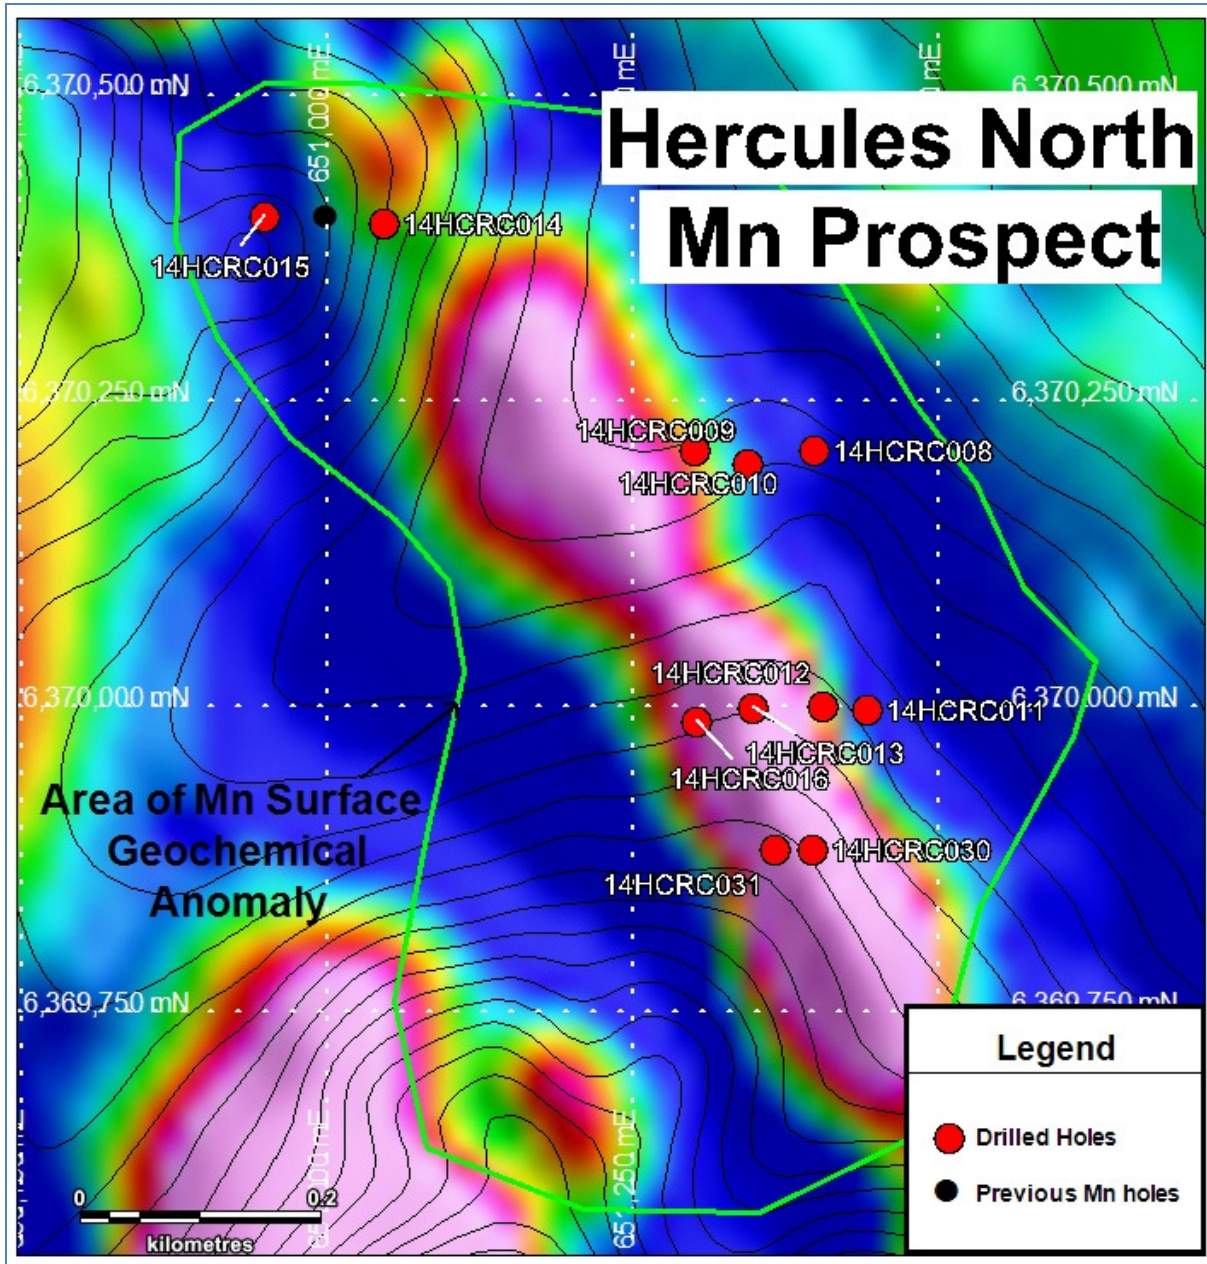 6,370,500 mN
651,000 mE
mE
mE
6,370,500 mN
Hercules North
Mn Prospect
14HCRC014
14HCRC015
6,370,250 mN
6,370,250 mN
14HCRC009
14HCRC008
14HCRC010
14HCRC012
6,370,000 mN
6,370,000 mN
14HCRC011
14HCRC013
14HCRC016
Area of Mn Surface
Geochemical
Anomaly
14HCRC030
14HCRC031
6,369,750 mN
6,369,750 mN
Legend
Drilled Holes
Previous Mn holes
651,000 mE
651,250 mE
0 0.2
kilometres